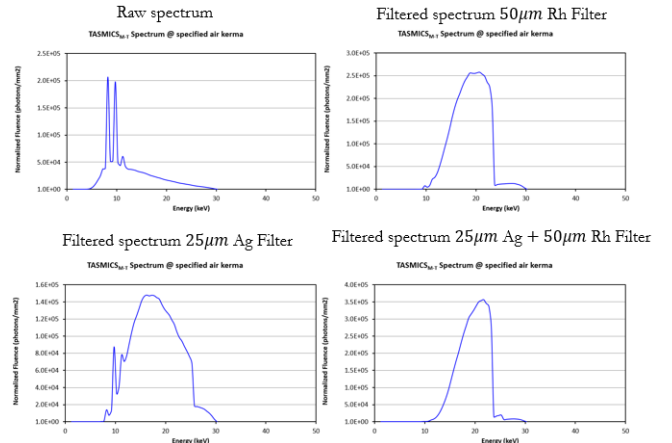 Raw spectrum
TASMICSM-T Spectrum @ specified air kerma
Normalized Fluence (photons/mm2)
2.5E+05
2.0E+05
1.5E+05
1.0E+05
5.0E+04
1.0E+00
0 10 20 30 40 50
Energy (keV)
Filtered spectrum 50μm Rh Filter
TASMICSM-T Spectrum @ specified air kerma
Normalized Fluence (photons/mm2)
3.0E+05
2.5E+05
2.0E+05
1.5E+05
1.0E+05
5.0E+04
1.0E+00
0 10 20 30 40 50
Energy (keV)
Filtered spectrum 25μm Ag Filter
TASMICSM-T Spectrum @ specified air kerma
Normalized Fluence (photons/mm2)
1.6E+05
1.4E+05
1.2E+05
1.0E+05
8.0E+04
6.0E+04
4.0E+04
2.0E+04
1.0E+00
0 10 20 30 40 50
Energy (keV)
Filtered spectrum 25μm Ag + 50μm Rh Filter
TASMICSM-T Spectrum @ specified air kerma
Normalized Fluence (photons/mm2)
4.0E+05
3.5E+05
3.0E+05
2.5E+05
2.0E+05
1.5E+05
1.0E+05
5.0E+04
1.0E+00
0 10 20 30 40 50
Energy (keV)